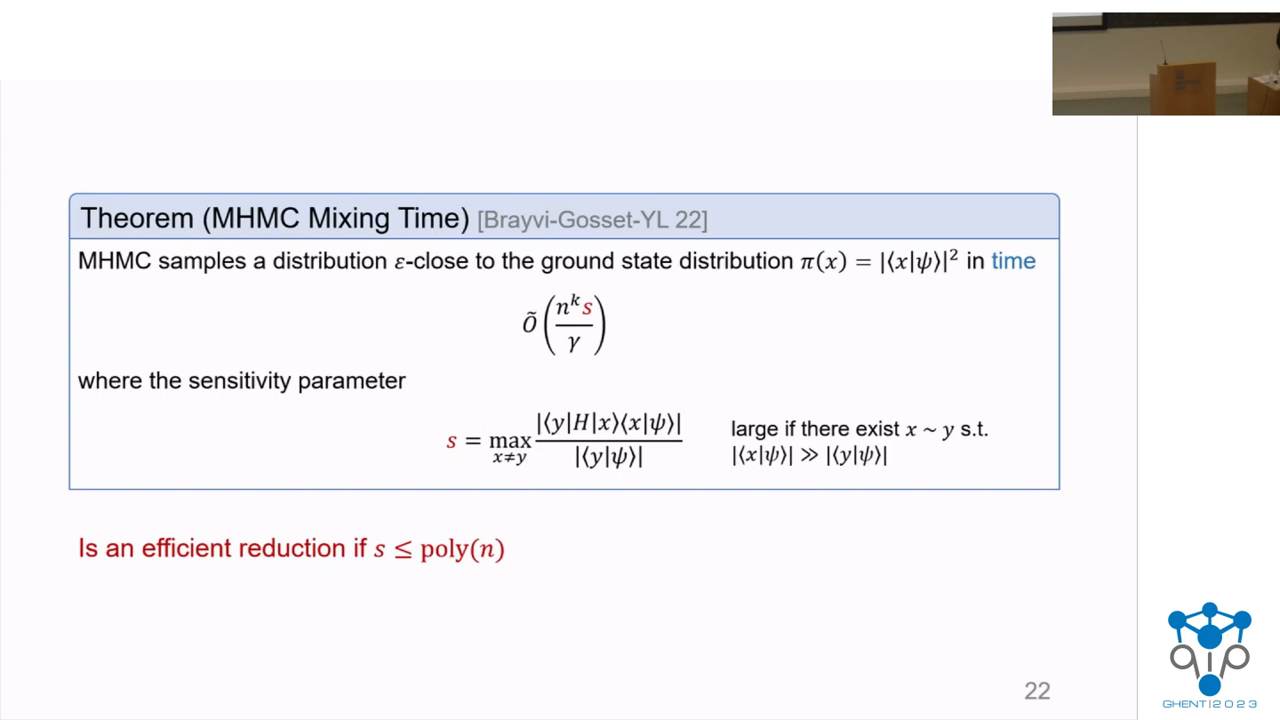 Theorem (MHMC Mixing Time) [Brayvi-Gosset-YL 22]
MHMC samples a distribution ε-close to the ground state distribution π(x) = |⟨x|ψ⟩|² in time
Õ(nᵏs / γ)
where the sensitivity parameter
s = max_{x≠y} |⟨y|H|x⟩⟨x|ψ⟩| / |⟨y|ψ⟩|
large if there exist x ~ y s.t.
|⟨x|ψ⟩| ≫ |⟨y|ψ⟩|
Is an efficient reduction if s ≤ poly(n)
22
qip
GHENT|2023